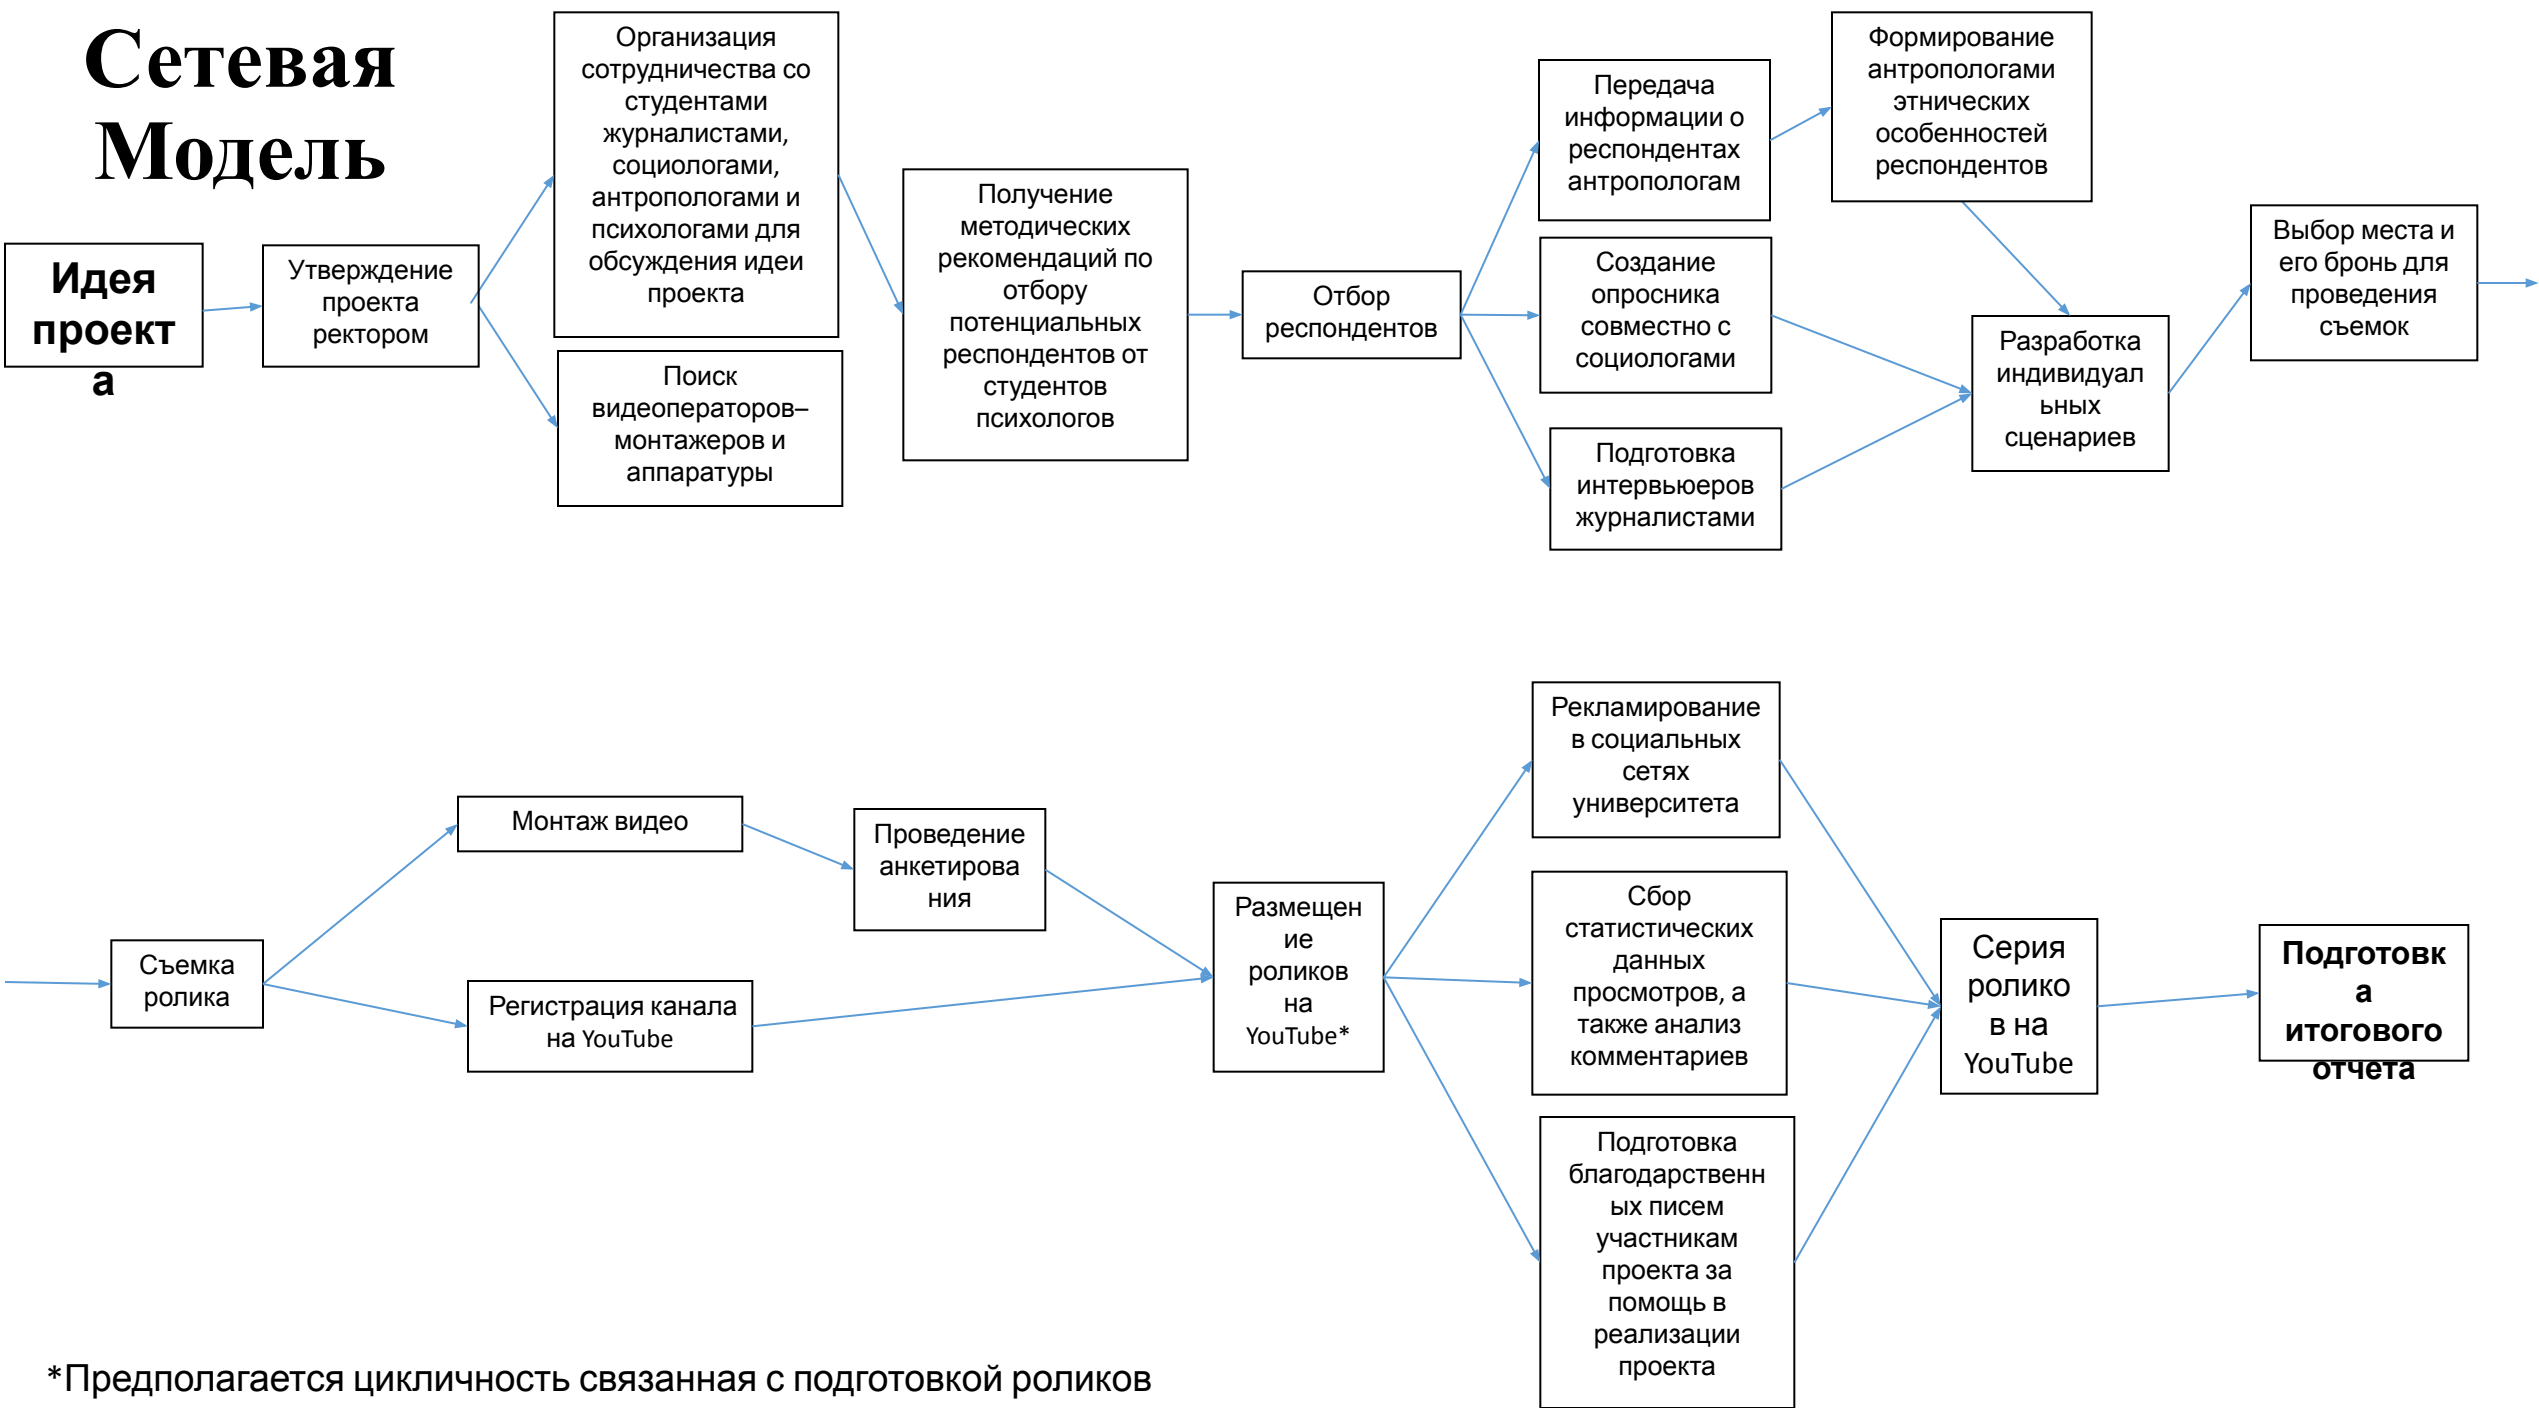 Сетевая
Модель
Идея
проект
а
Утверждение
проекта
ректором
Организация
сотрудничества со
студентами
журналистами,
социологами,
антропологами и
психологами для
обсуждения идеи
проекта
Поиск
видеоператоров–
монтажеров и
аппаратуры
Получение
методических
рекомендаций по
отбору
потенциальных
респондентов от
студентов
психологов
Отбор
респондентов
Передача
информации о
респондентах
антропологам
Создание
опросника
совместно с
социологами
Подготовка
интервьюеров
журналистами
Формирование
антропологами
этнических
особенностей
респондентов
Разработка
индивидуал
ьных
сценариев
Выбор места и
его бронь для
проведения
съемок
Съемка
ролика
Монтаж видео
Регистрация канала
на YouTube
Проведение
анкетирова
ния
Размещен
ие
роликов
на
YouTube*
Рекламирование
в социальных
сетях
университета
Сбор
статистических
данных
просмотров, а
также анализ
комментариев
Подготовка
благодарственн
ых писем
участникам
проекта за
помощь в
реализации
проекта
Серия
ролико
в на
YouTube
Подготовк
а
итогового
отчета
*Предполагается цикличность связанная с подготовкой роликов